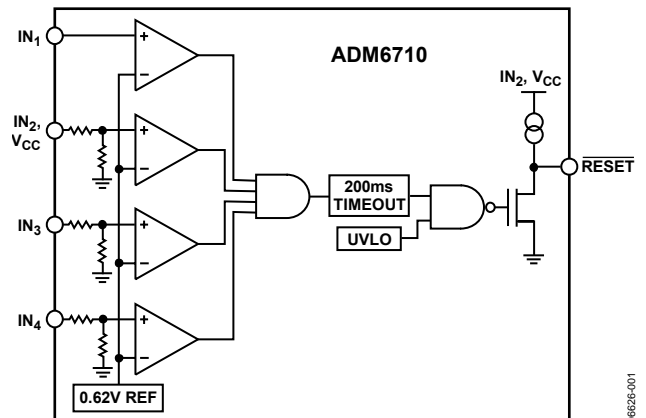 ADM6710
IN1
+
–
IN2,
VCC
+
–
IN3
+
–
IN4
+
–
0.62V REF
200ms
TIMEOUT
UVLO
IN2, VCC
RESET
6626-001